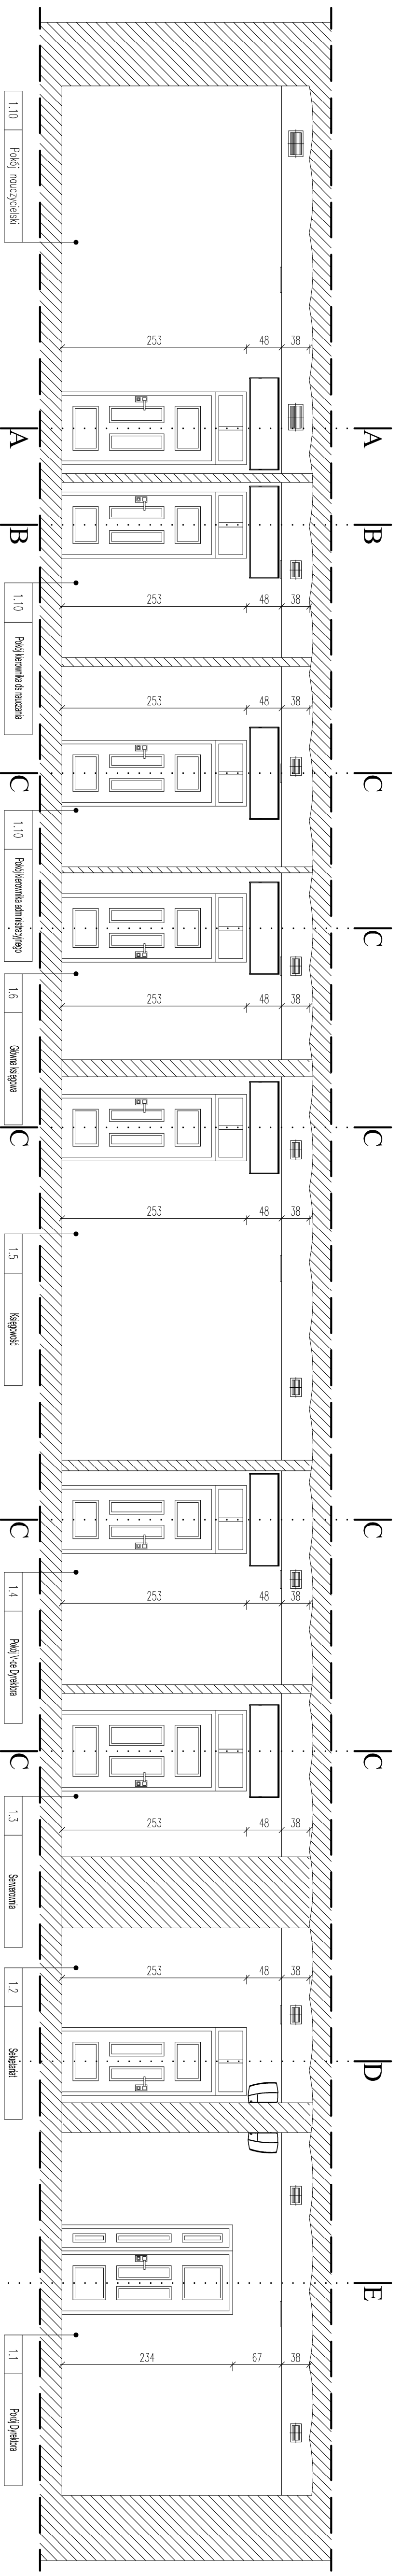 A B C C C C C D E
38 38 38 38 38 38 38 38 38
48 48 48 48 48 48 48 67
253 253 253 253 253 253 253 253 234
A B C C C C C
1.10 Pokój nauczycielski
1.10 Pokój kierownika ds nauczania
1.10 Pokój kierownika administracyjnego
1.6 Główna księgowa
1.5 Księgowość
1.4 Pokój V-ce Dyrektora
1.3 Serwerownia
1.2 Sekretariat
1.1 Pokój Dyrektora